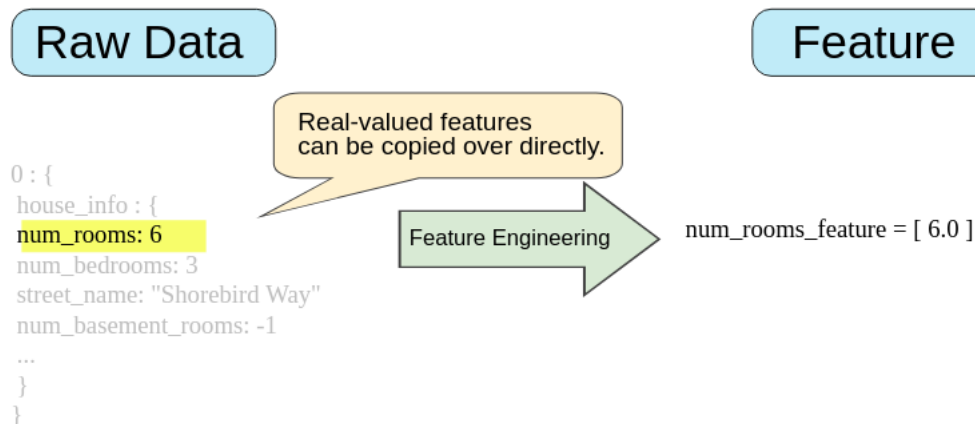 Raw Data
Feature
Real-valued features
can be copied over directly.
0 : {
house_info : {
num_rooms: 6
num_bedrooms: 3
street_name: "Shorebird Way"
num_basement_rooms: -1
...
}
}
Feature Engineering
num_rooms_feature = [ 6.0 ]